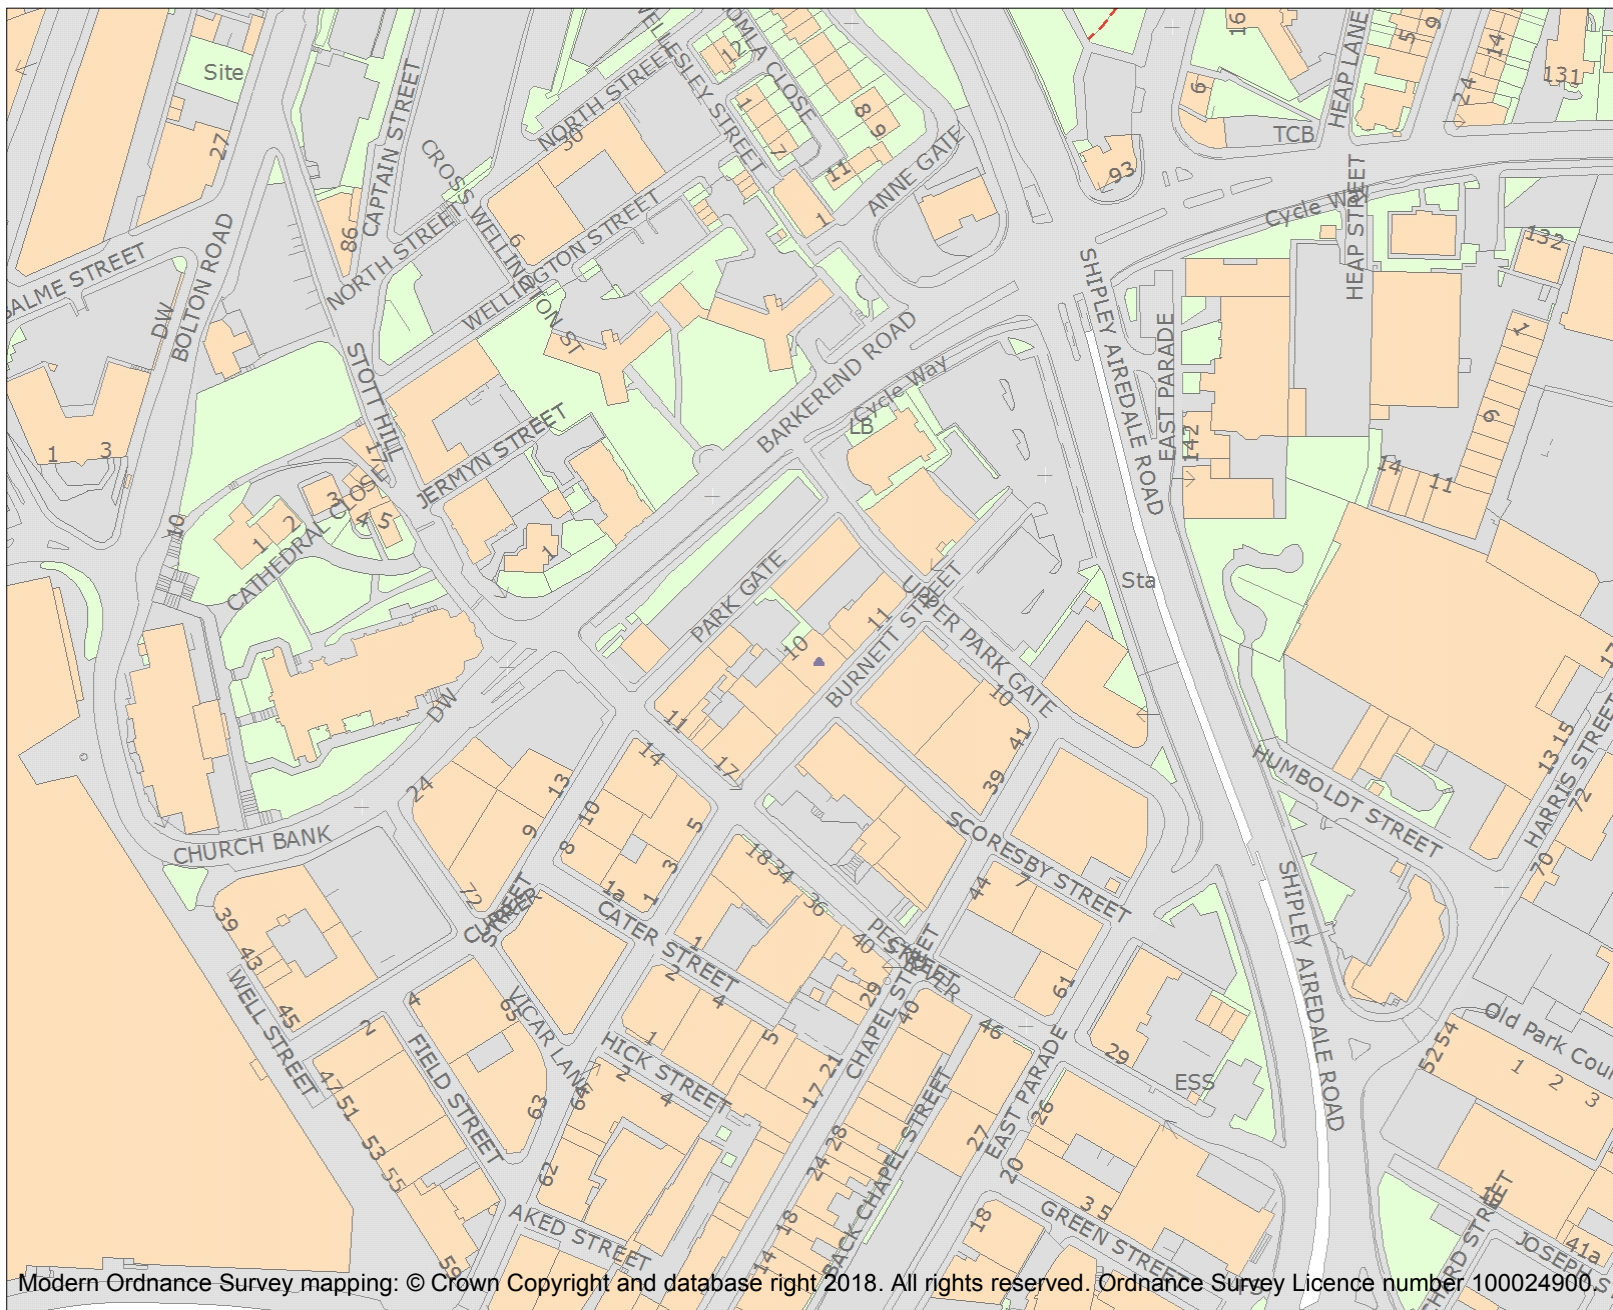 Site
27
CAPTAIN STREET
86
NORTH STREET
NORTH STREET
30
CROSS WELLINGTON ST
6
WELLINGTON STREET
WELLESLEY STREET
12
1
7
8
9
11
1
ANNE GATE
93
16
6
TCB
HEAP LANE
5
9
14
24
131
Cycle Way
HEAP STREET
132
BOLTON ROAD
DW
1
3
STOTT HILL
17
JERMYN STREET
BARKEREND ROAD
Cycle Way
LB
SHIPLEY AIREDALE ROAD
EAST PARADE
142
1
6
14
11
10
CATHEDRAL CLOSE
1
2
3
4
5
1
Sta
PARK GATE
10
11
BURNETT STREET
UPPER PARK GATE
10
41
39
DW
11
17
14
24
13
9
10
8
5
3
1
1a
72
CHURCH BANK
HUMBOLDT STREET
HARRIS STREET
13
15
17
72
70
SCORESBY STREET
7
44
18
34
36
40
CATER STREET
1
2
4
5
39
43
45
WELL STREET
4
2
65
VICAR LANE
FIELD STREET
47
51
53
55
59
HICK STREET
1
2
4
63
64
62
AKED STREET
CHAPEL STREET
29
40
21
17
46
61
29
ESS
EAST PARADE
26
27
20
28
24
18
14
BACK CHAPEL STREET
18
3
5
GREEN STREET
SHIPLEY AIREDALE ROAD
Old Park Cour
52
54
1
2
3
41a
Modern Ordnance Survey mapping: © Crown Copyright and database right 2018. All rights reserved. Ordnance Survey Licence number 100024900.